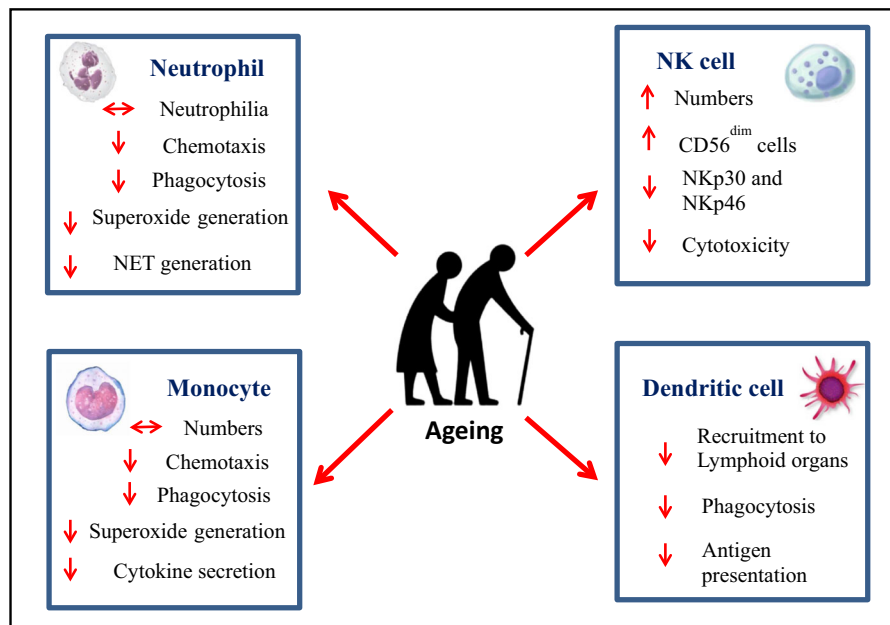 Neutrophil
Neutrophilia
Chemotaxis
Phagocytosis
Superoxide generation
NET generation
NK cell
Numbers
CD56dim cells
NKp30 and
NKp46
Cytotoxicity
Ageing
Monocyte
Numbers
Chemotaxis
Phagocytosis
Superoxide generation
Cytokine secretion
Dendritic cell
Recruitment to
Lymphoid organs
Phagocytosis
Antigen
presentation